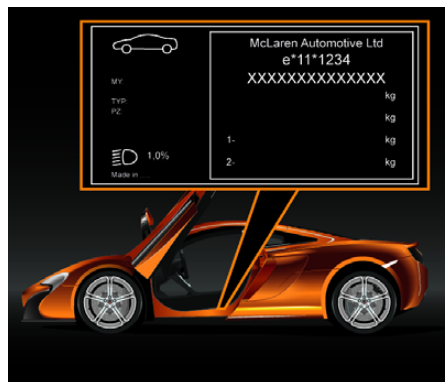 McLaren Automotive Ltd
e*11*1234
XXXXXXXXXXXXXX
MY:
kg
TYP:
PZ:
kg
1-
kg
1,0%
2-
kg
Made in .....